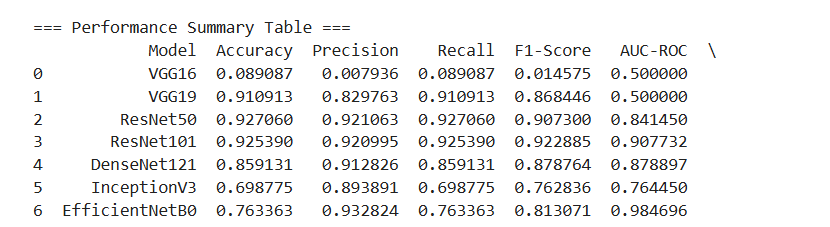 === Performance Summary Table ===
Model Accuracy Precision Recall F1-Score AUC-ROC \
0 VGG16 0.089087 0.007936 0.089087 0.014575 0.500000
1 VGG19 0.910913 0.829763 0.910913 0.868446 0.500000
2 ResNet50 0.927060 0.921063 0.927060 0.907300 0.841450
3 ResNet101 0.925390 0.920995 0.925390 0.922885 0.907732
4 DenseNet121 0.859131 0.912826 0.859131 0.878764 0.878897
5 InceptionV3 0.698775 0.893891 0.698775 0.762836 0.764450
6 EfficientNetB0 0.763363 0.932824 0.763363 0.813071 0.984696